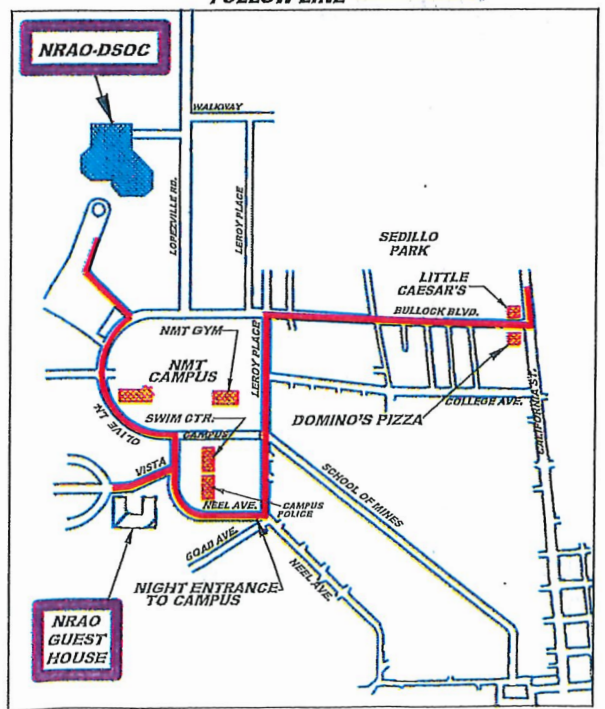 FOLLOW LINE
NRAO-DSOC
WALKWAY
LOPEZVILLE RD.
LEROY PLACE
SEDILLO
PARK
LITTLE
CAESAR'S
BULLOCK BLVD.
NMT GYM
LEROY PLACE
NMT
CAMPUS
COLLEGE AVE.
CALIFORNIA ST.
OLIVE LN
SWIM CTR.
DOMINO'S PIZZA
CAMPUS
VISTA
SCHOOL OF MINES
NEEL AVE.
CAMPUS
POLICE
GOAD AVE.
NEEL AVE.
NIGHT ENTRANCE
TO CAMPUS
NRAO
GUEST
HOUSE